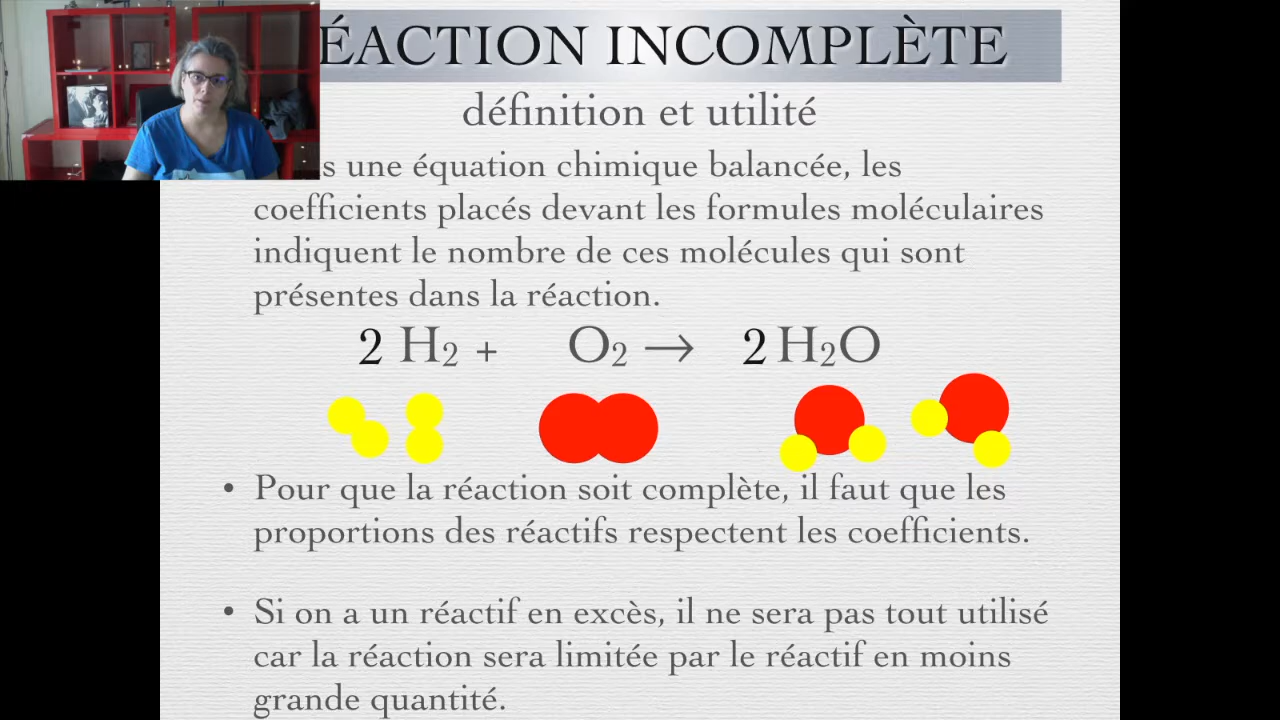 ÉACTION INCOMPLÈTE
définition et utilité
s une équation chimique balancée, les
coefficients placés devant les formules moléculaires
indiquent le nombre de ces molécules qui sont
présentes dans la réaction.
2 H₂ + O₂ → 2 H₂O
• Pour que la réaction soit complète, il faut que les
proportions des réactifs respectent les coefficients.
• Si on a un réactif en excès, il ne sera pas tout utilisé
car la réaction sera limitée par le réactif en moins
grande quantité.